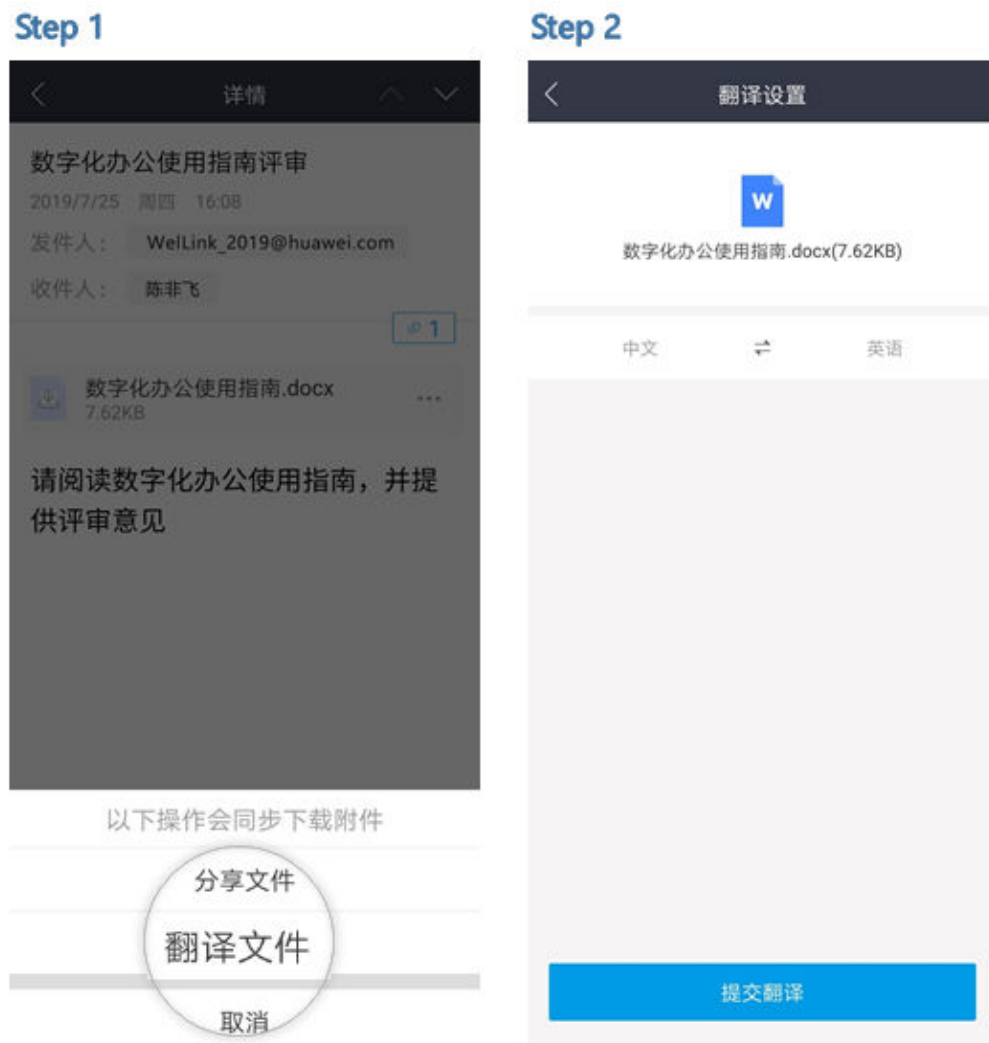 Step 1
详情
数字化办公使用指南评审
2019/7/25 周四 16:08
发件人: WelLink_2019@huawei.com
收件人: 陈非飞
1
数字化办公使用指南.docx
7.62KB
请阅读数字化办公使用指南，并提
供评审意见
以下操作会同步下载附件
分享文件
翻译文件
取消
Step 2
翻译设置
W
数字化办公使用指南.docx(7.62KB)
中文 ⇌ 英语
提交翻译